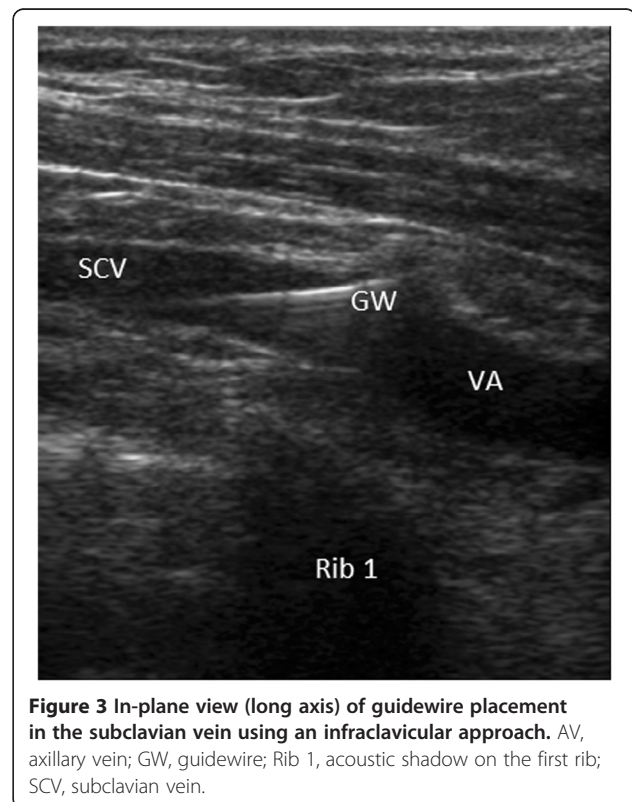 SCV
GW
VA
Rib 1
Figure 3 In-plane view (long axis) of guidewire placement
in the subclavian vein using an infraclavicular approach. AV,
axillary vein; GW, guidewire; Rib 1, acoustic shadow on the first rib;
SCV, subclavian vein.